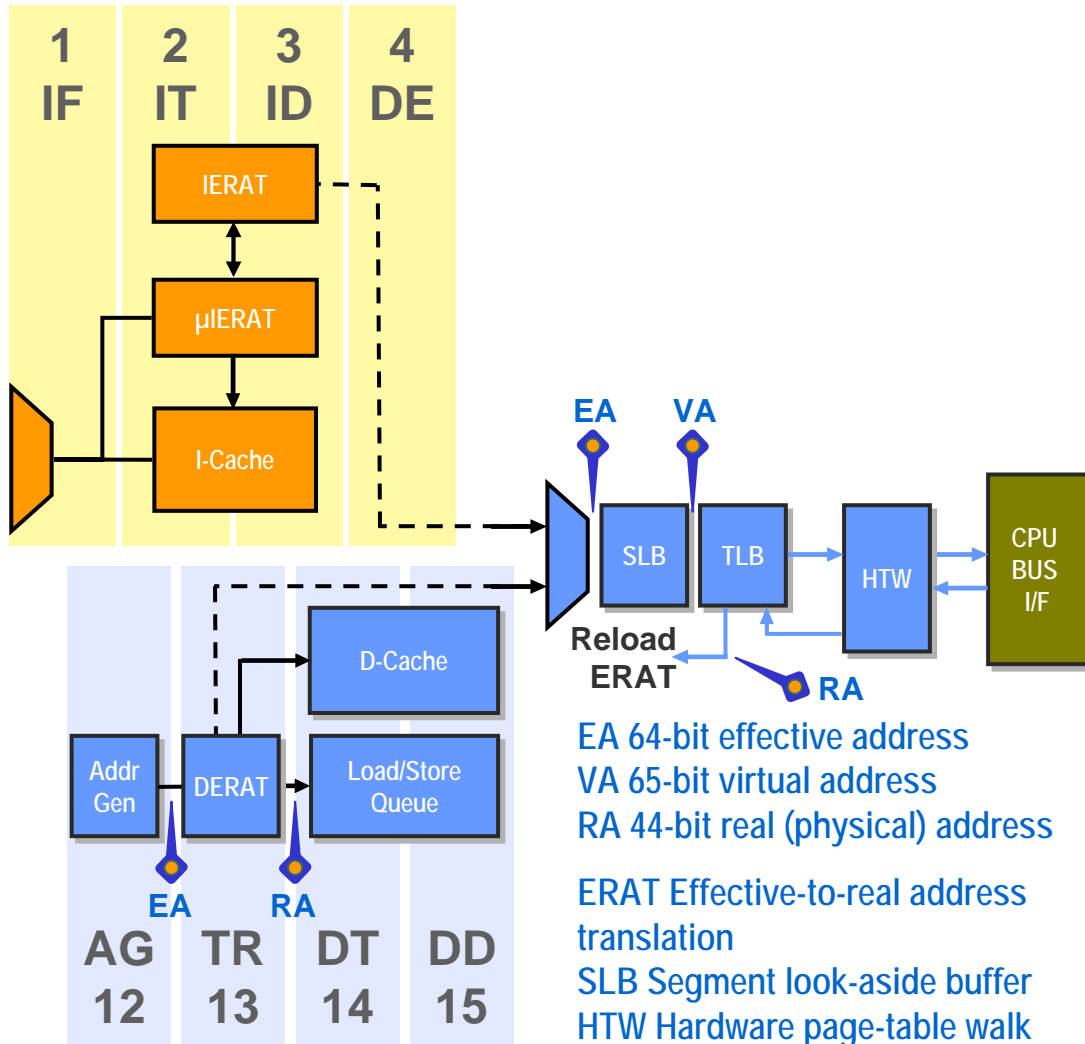 1 2 3 4
IF IT ID DE
IERAT
µIERAT
I-Cache
EA VA
SLB TLB
HTW
CPU
BUS
I/F
Reload
ERAT
RA
D-Cache
Addr
Gen
DERAT
Load/Store
Queue
EA RA
AG TR DT DD
12 13 14 15
EA 64-bit effective address
VA 65-bit virtual address
RA 44-bit real (physical) address
ERAT Effective-to-real address
translation
SLB Segment look-aside buffer
HTW Hardware page-table walk